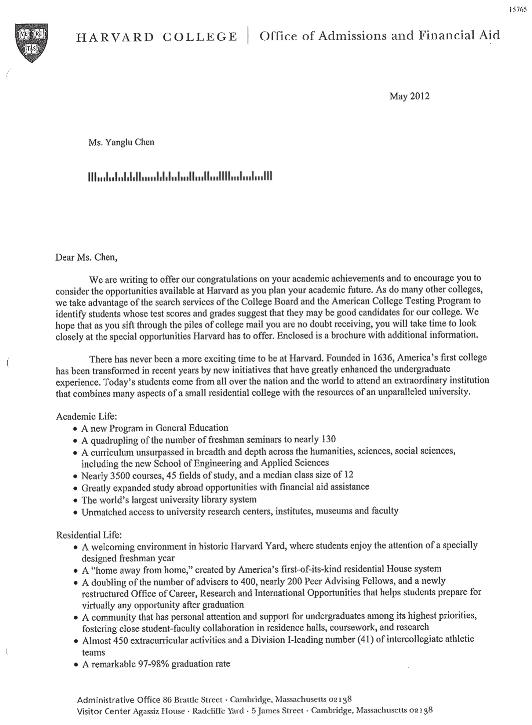 15765
HARVARD COLLEGE | Office of Admissions and Financial Aid
May 2012
Ms. Yanglu Chen
Dear Ms. Chen,
We are writing to offer our congratulations on your academic achievements and to encourage you to
consider the opportunities available at Harvard as you plan your academic future. As do many other colleges,
we take advantage of the search services of the College Board and the American College Testing Program to
identify students whose test scores and grades suggest that they may be good candidates for our college. We
hope that as you sift through the piles of college mail you are no doubt receiving, you will take time to look
closely at the special opportunities Harvard has to offer. Enclosed is a brochure with additional information.
There has never been a more exciting time to be at Harvard. Founded in 1636, America's first college
has been transformed in recent years by new initiatives that have greatly enhanced the undergraduate
experience. Today's students come from all over the nation and the world to attend an extraordinary institution
that combines many aspects of a small residential college with the resources of an unparalleled university.
Academic Life:
• A new Program in General Education
• A quadrupling of the number of freshman seminars to nearly 130
• A curriculum unsurpassed in breadth and depth across the humanities, sciences, social sciences,
including the new School of Engineering and Applied Sciences
• Nearly 3500 courses, 45 fields of study, and a median class size of 12
• Greatly expanded study abroad opportunities with financial aid assistance
• The world's largest university library system
• Unmatched access to university research centers, institutes, museums and faculty
Residential Life:
• A welcoming environment in historic Harvard Yard, where students enjoy the attention of a specially
designed freshman year
• A "home away from home," created by America's first-of-its-kind residential House system
• A doubling of the number of advisers to 400, nearly 200 Peer Advising Fellows, and a newly
restructured Office of Career, Research and International Opportunities that helps students prepare for
virtually any opportunity after graduation
• A community that has personal attention and support for undergraduates among its highest priorities,
fostering close student-faculty collaboration in residence halls, coursework, and research
• Almost 450 extracurricular activities and a Division I-leading number (41) of intercollegiate athletic
teams
• A remarkable 97-98% graduation rate
Administrative Office 86 Brattle Street · Cambridge, Massachusetts 02138
Visitor Center Agassiz House · Radcliffe Yard · 5 James Street · Cambridge, Massachusetts 02138